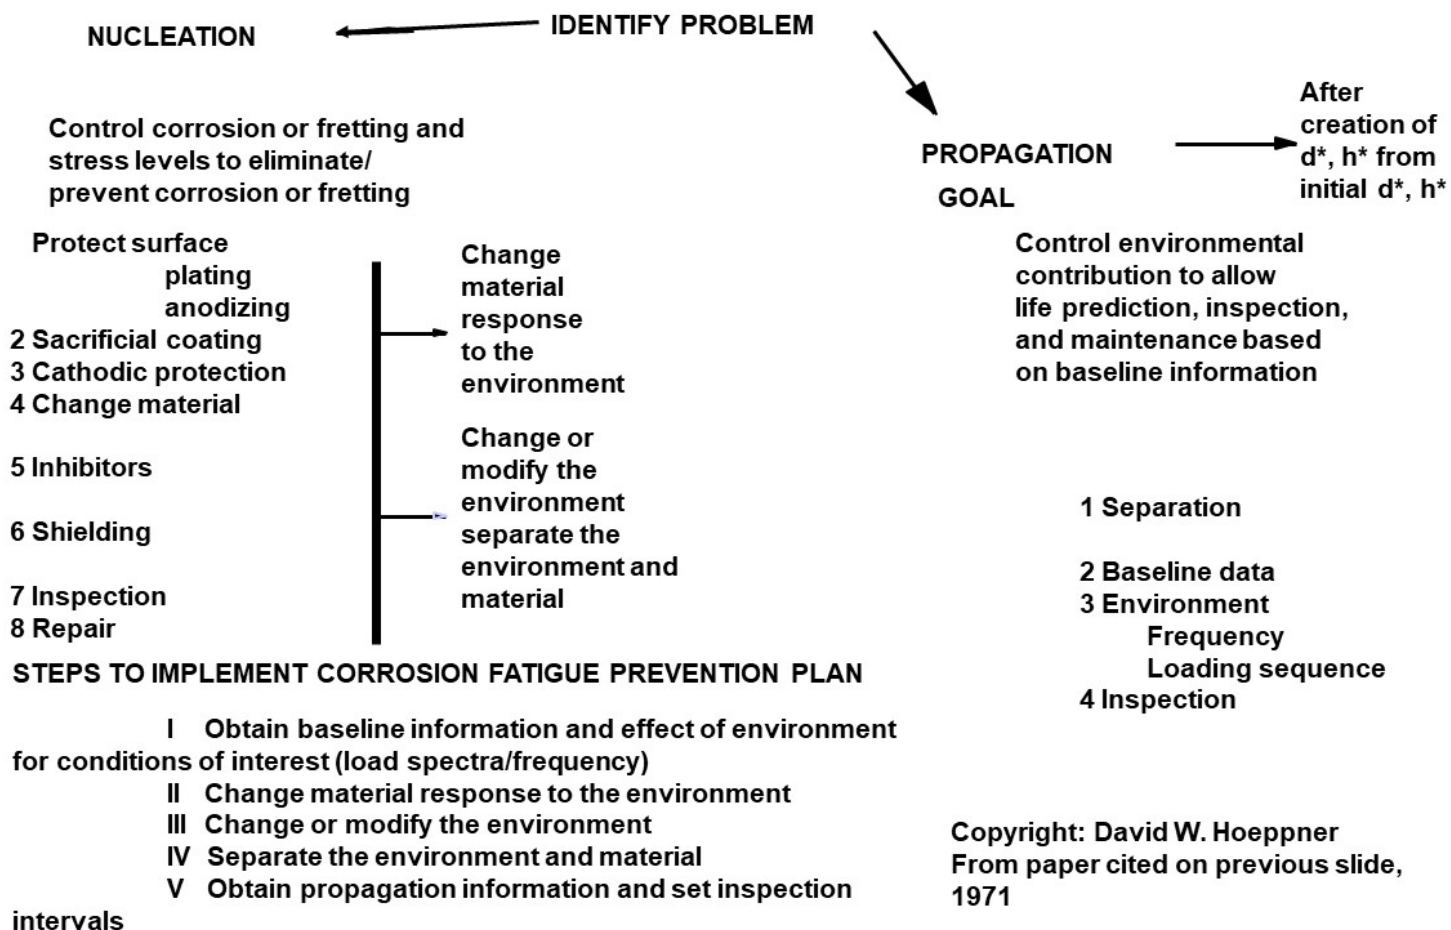 IDENTIFY PROBLEM
NUCLEATION
Control corrosion or fretting and
stress levels to eliminate/
prevent corrosion or fretting
Protect surface
plating
anodizing
2 Sacrificial coating
3 Cathodic protection
4 Change material
5 Inhibitors
6 Shielding
7 Inspection
8 Repair
Change
material
response
to the
environment
Change or
modify the
environment
separate the
environment and
material
PROPAGATION
GOAL
After
creation of
d*, h* from
initial d*, h*
Control environmental
contribution to allow
life prediction, inspection,
and maintenance based
on baseline information
1 Separation
2 Baseline data
3 Environment
Frequency
Loading sequence
4 Inspection
STEPS TO IMPLEMENT CORROSION FATIGUE PREVENTION PLAN
I Obtain baseline information and effect of environment
for conditions of interest (load spectra/frequency)
II Change material response to the environment
III Change or modify the environment
IV Separate the environment and material
V Obtain propagation information and set inspection
intervals
Copyright: David W. Hoeppner
From paper cited on previous slide,
1971